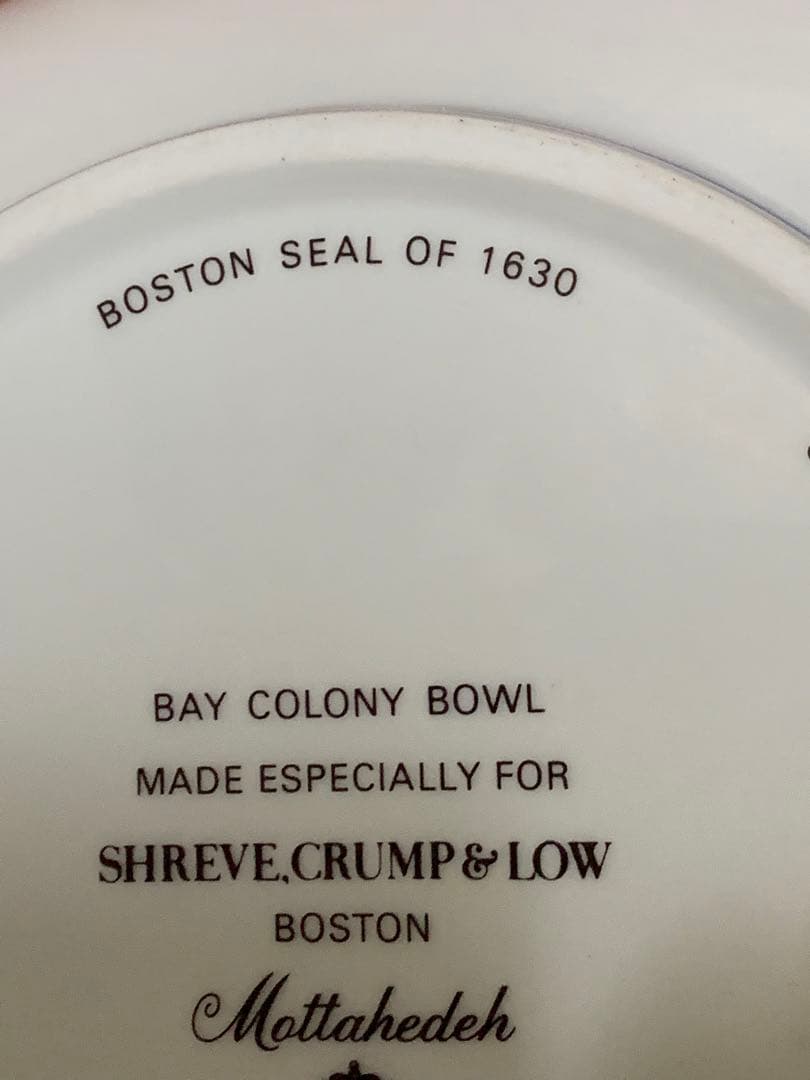 BOSTON SEAL OF 1630
BAY COLONY BOWL
MADE ESPECIALLY FOR
SHREVE, CRUMP & LOW
BOSTON
Mottahedeh